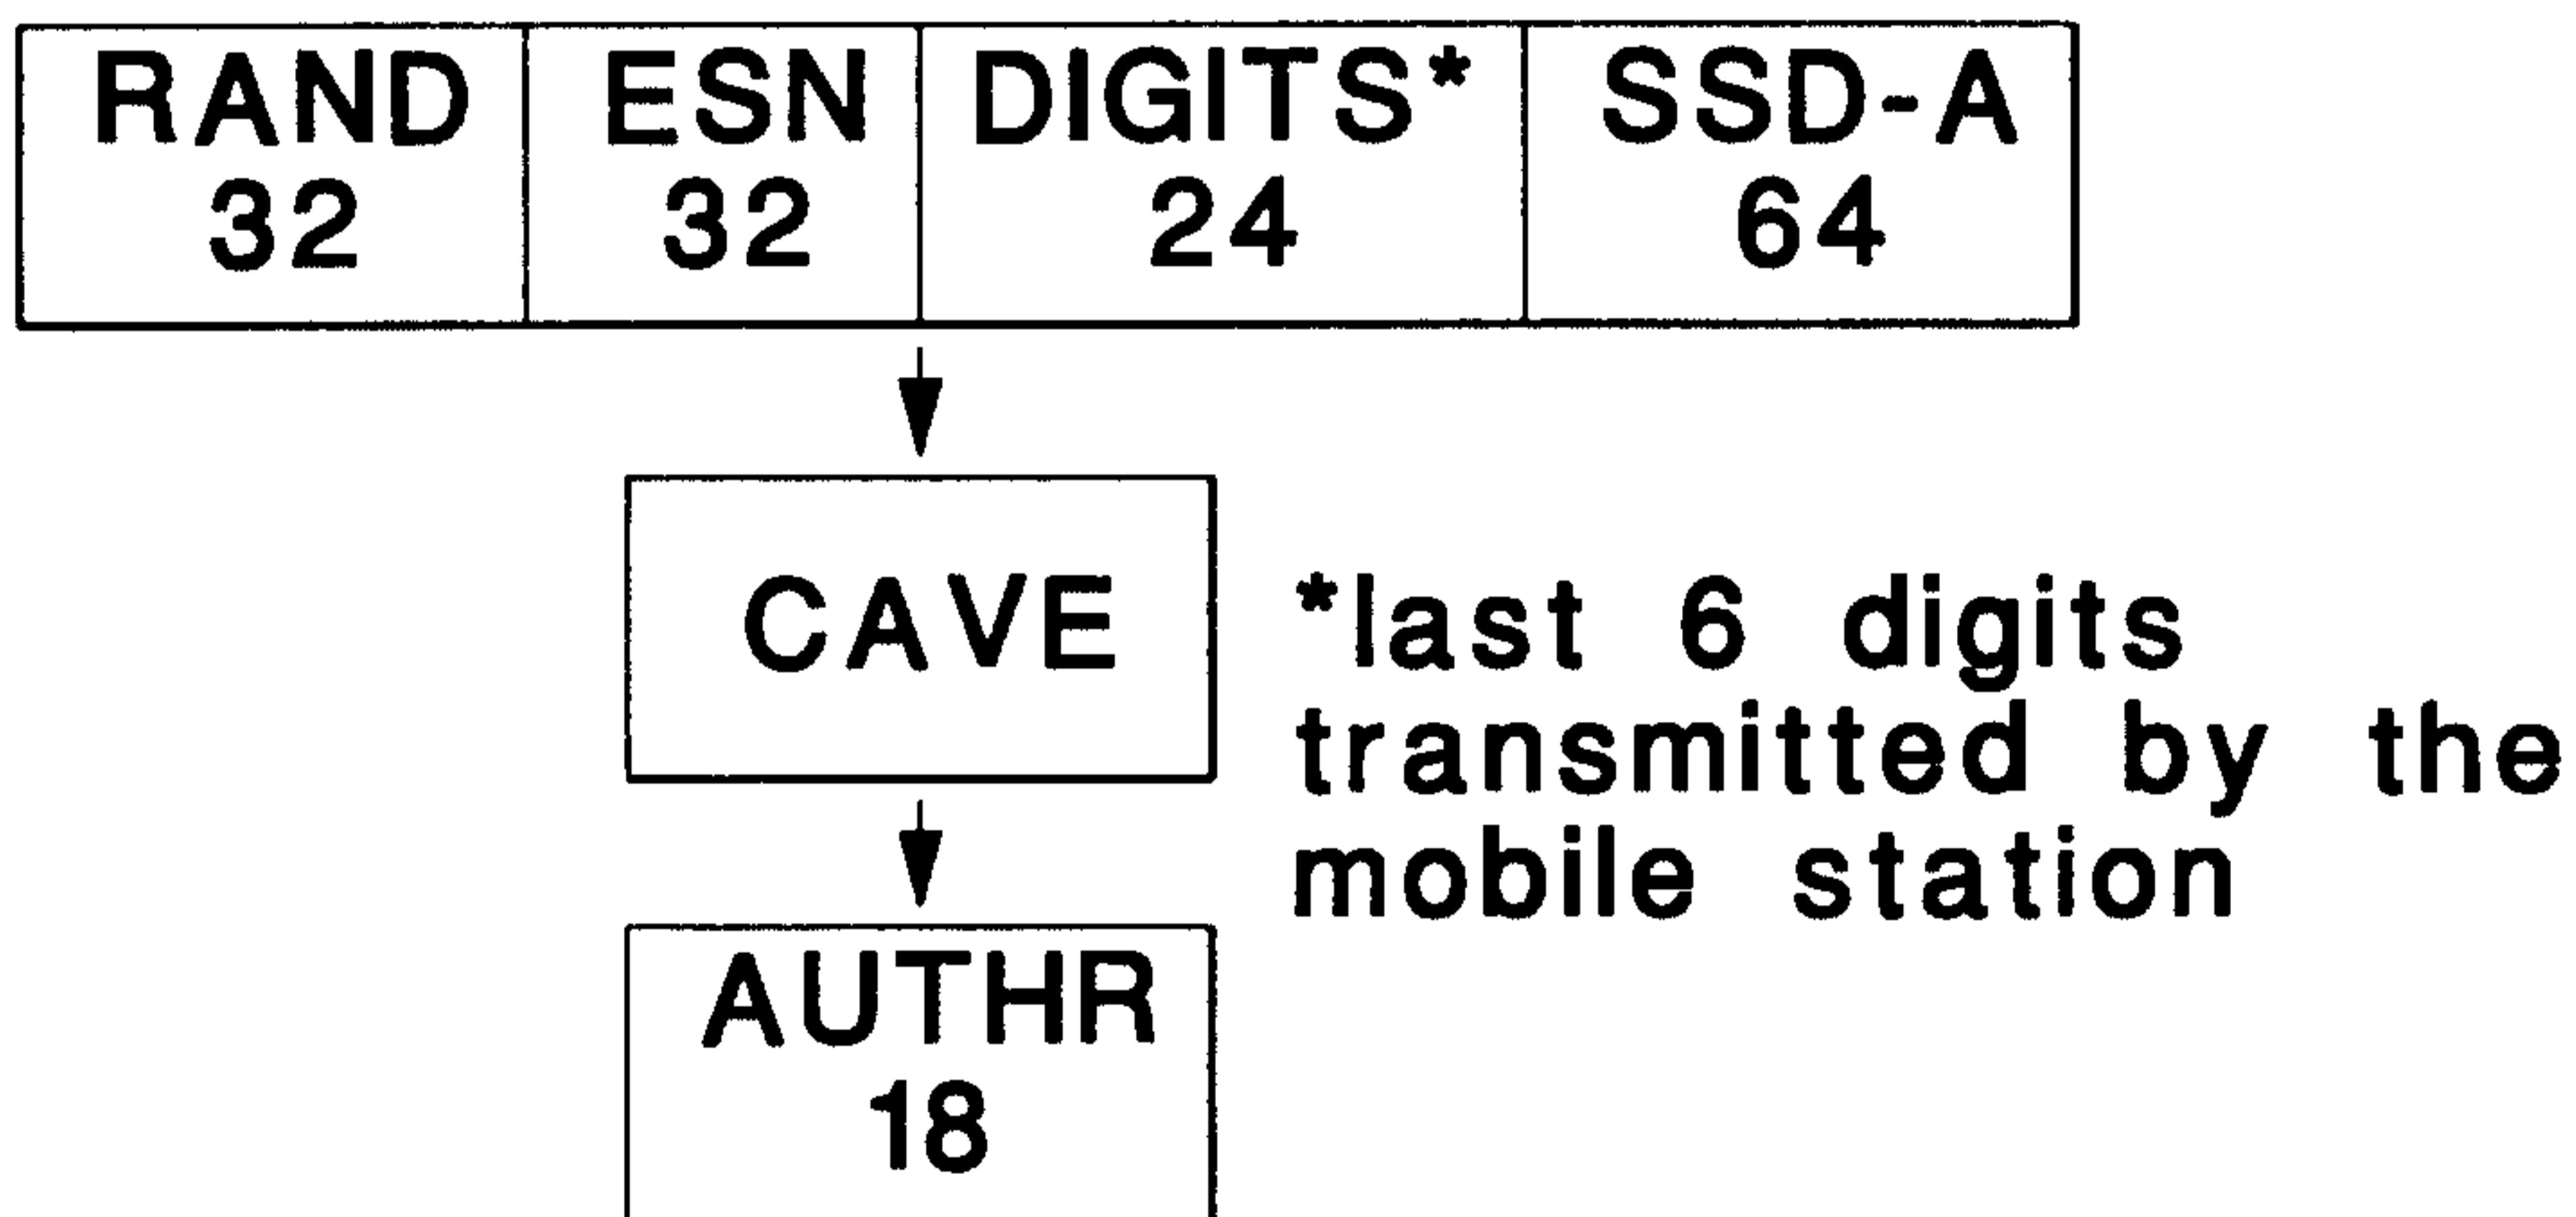 RAND ESN DIGITS* SSD-A
32 32 24 64
CAVE
*last 6 digits
transmitted by the
mobile station
AUTHR
18